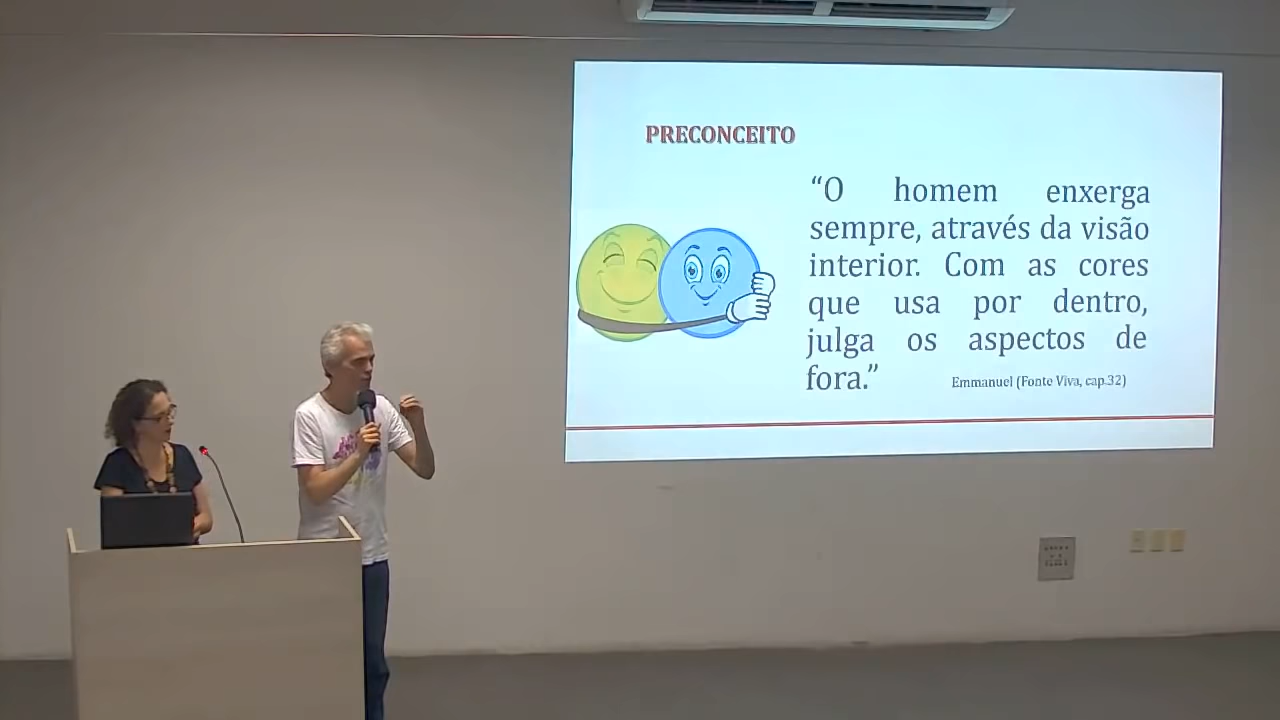 PRECONCEITO
“O homem enxerga
sempre, através da visão
interior. Com as cores
que usa por dentro,
julga os aspectos de
fora.”
Emmanuel (Fonte Viva, cap.32)